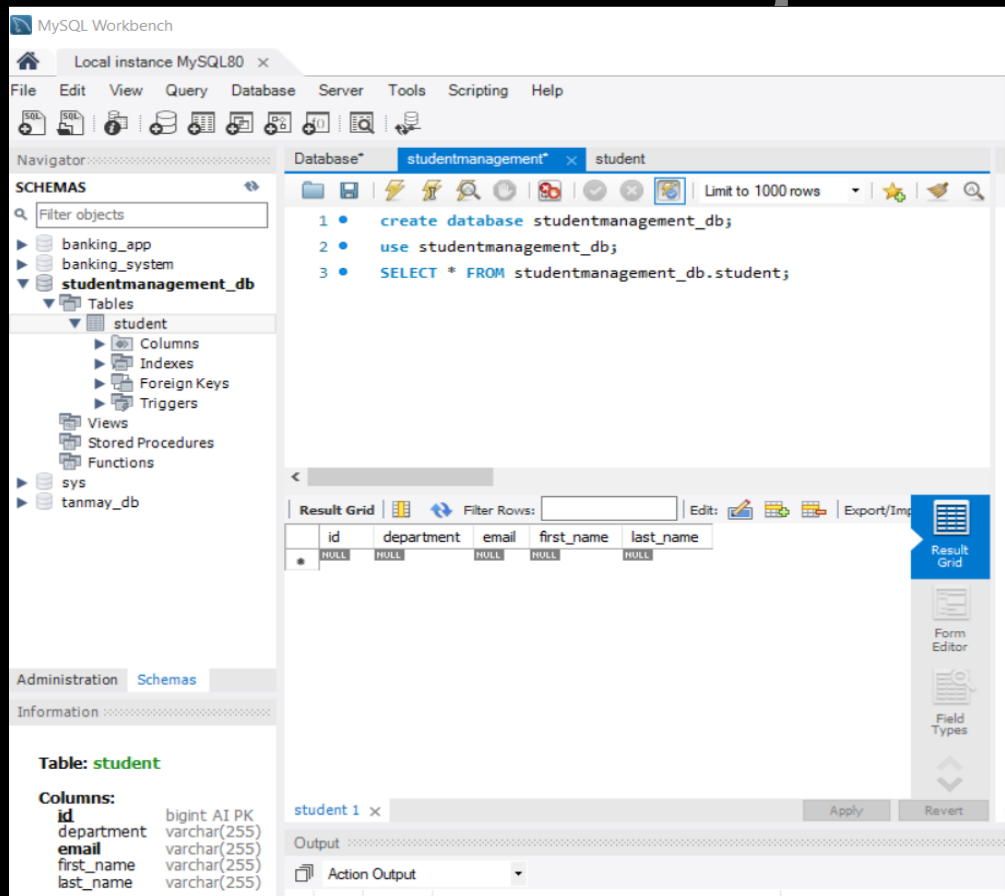 MySQL Workbench
Local instance MySQL80
File Edit View Query Database Server Tools Scripting Help
Navigator
SCHEMAS
Filter objects
banking_app
banking_system
studentmanagement_db
Tables
student
Columns
Indexes
Foreign Keys
Triggers
Views
Stored Procedures
Functions
sys
tanmay_db
Administration Schemas
Information
Table: student
Columns:
id bigint AI PK
department varchar(255)
email varchar(255)
first_name varchar(255)
last_name varchar(255)
Database* studentmanagement* student
Limit to 1000 rows
1 create database studentmanagement_db;
2 use studentmanagement_db;
3 SELECT * FROM studentmanagement_db.student;
Result Grid Filter Rows: Edit: Export/Imp
id department email first_name last_name
NULL NULL NULL NULL NULL
Result
Grid
Form
Editor
Field
Types
student 1 Apply Revert
Output
Action Output